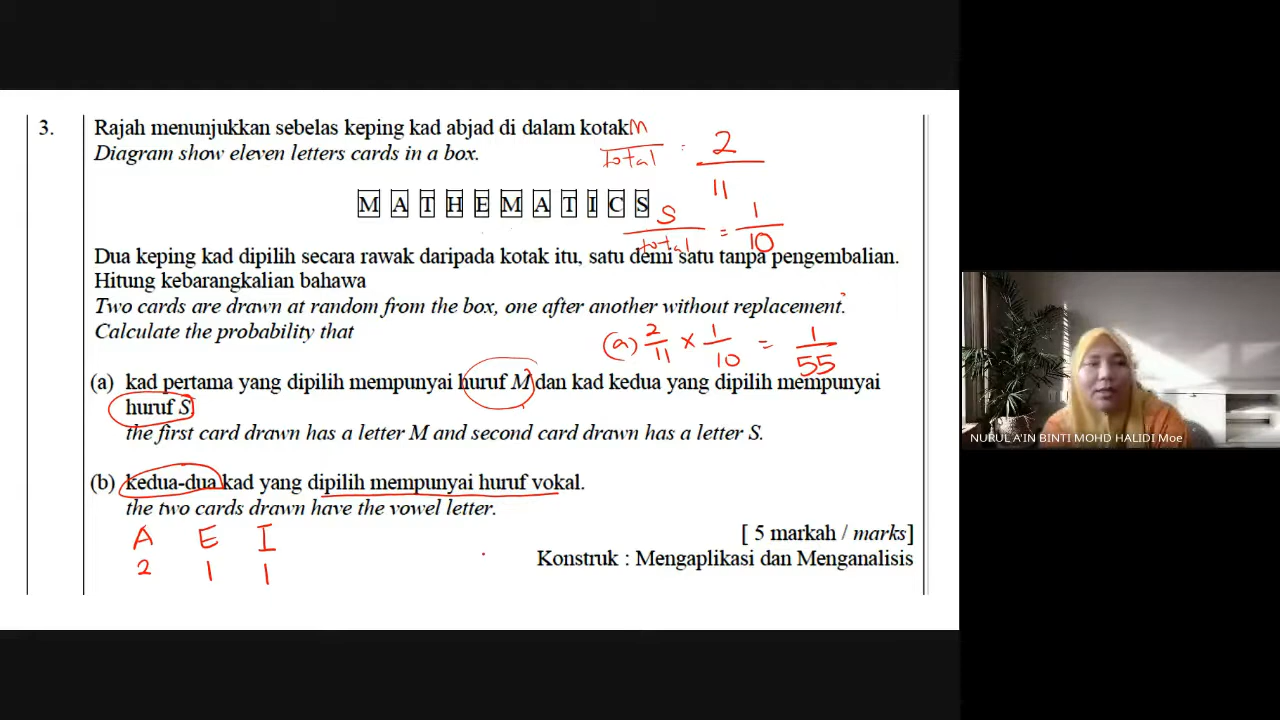 3. Rajah menunjukkan sebelas keping kad abjad di dalam kotak
Diagram show eleven letters cards in a box.
M / total = 2 / 11
M A T H E M A T I C S
S / total = 1 / 10
Dua keping kad dipilih secara rawak daripada kotak itu, satu demi satu tanpa pengembalian.
Hitung kebarangkalian bahawa
Two cards are drawn at random from the box, one after another without replacement.
Calculate the probability that
(a) 2/11 × 1/10 = 1/55
(a) kad pertama yang dipilih mempunyai huruf M dan kad kedua yang dipilih mempunyai
huruf S.
the first card drawn has a letter M and second card drawn has a letter S.
NURUL A'IN BINTI MOHD HALIDI Moe
(b) kedua-dua kad yang dipilih mempunyai huruf vokal.
the two cards drawn have the vowel letter.
A E I
2 1 1
[ 5 markah / marks]
Konstruk : Mengaplikasi dan Menganalisis